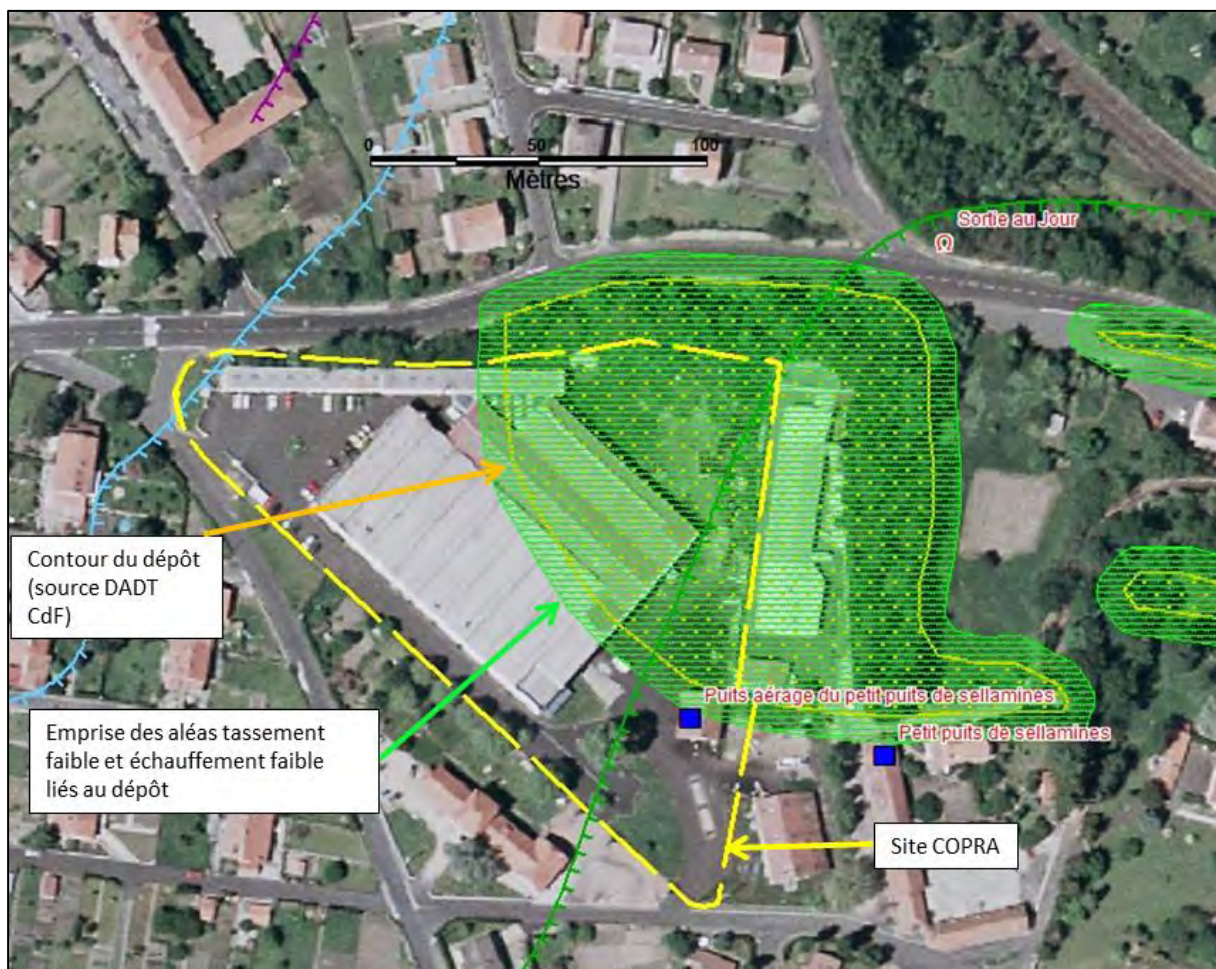 0 50 100
Mètres
Sortie au Jour
Contour du dépôt
(source DADT
CdF)
Puits aérage du petit puits de sellamines
Emprise des aléas tassement
faible et échauffement faible
liés au dépôt
Petit puits de sellamines
Site COPRA